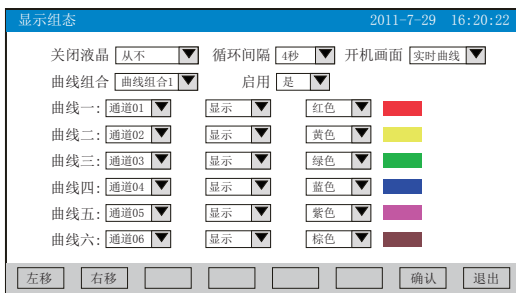 显示组态 2011-7-29 16:20:22
关闭液晶 从不 循环间隔 4秒 开机画面 实时曲线
曲线组合 曲线组合1 启用 是
曲线一: 通道01 显示 红色
曲线二: 通道02 显示 黄色
曲线三: 通道03 显示 绿色
曲线四: 通道04 显示 蓝色
曲线五: 通道05 显示 紫色
曲线六: 通道06 显示 棕色
左移 右移 确认 退出